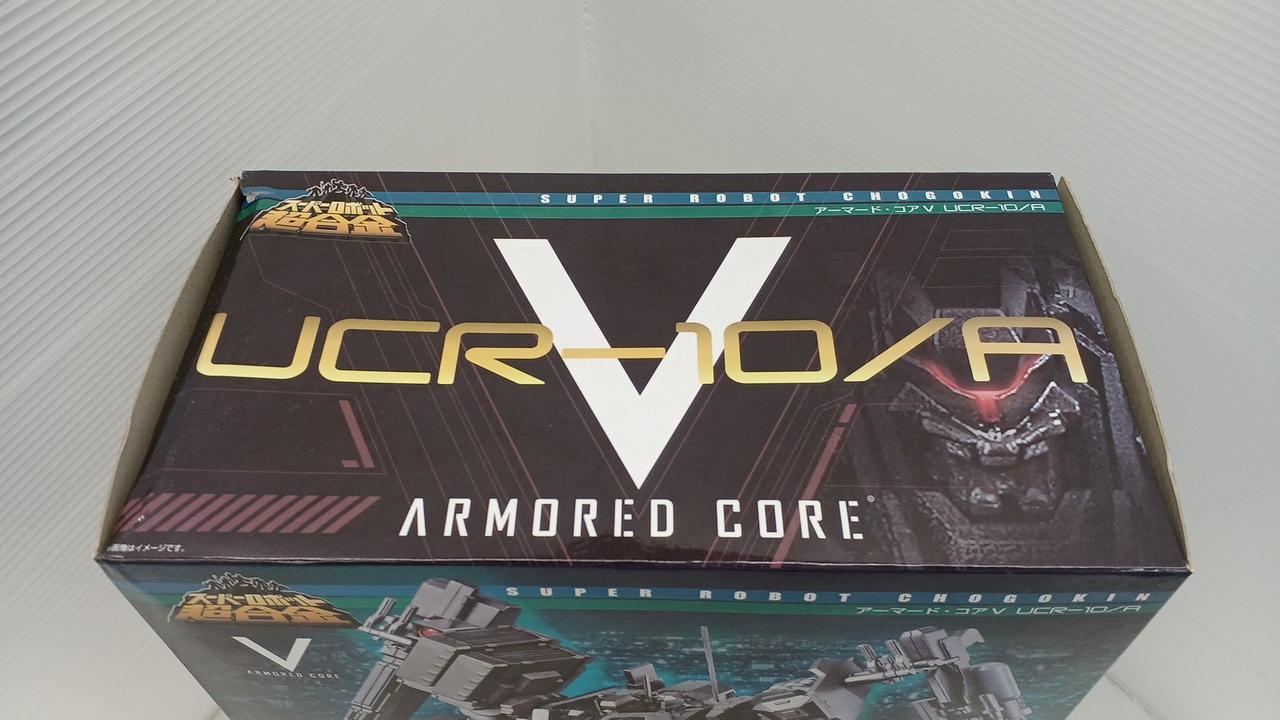 SUPER ROBOT CHOGOKIN
アーマード・コアV UCR-10/A
スーパーロボット
超合金
V
UCR-10/A
ARMORED CORE
画像はイメージです。
SUPER ROBOT CHOGOKIN
アーマード・コアV UCR-10/A
スーパーロボット
超合金
V
ARMORED CORE